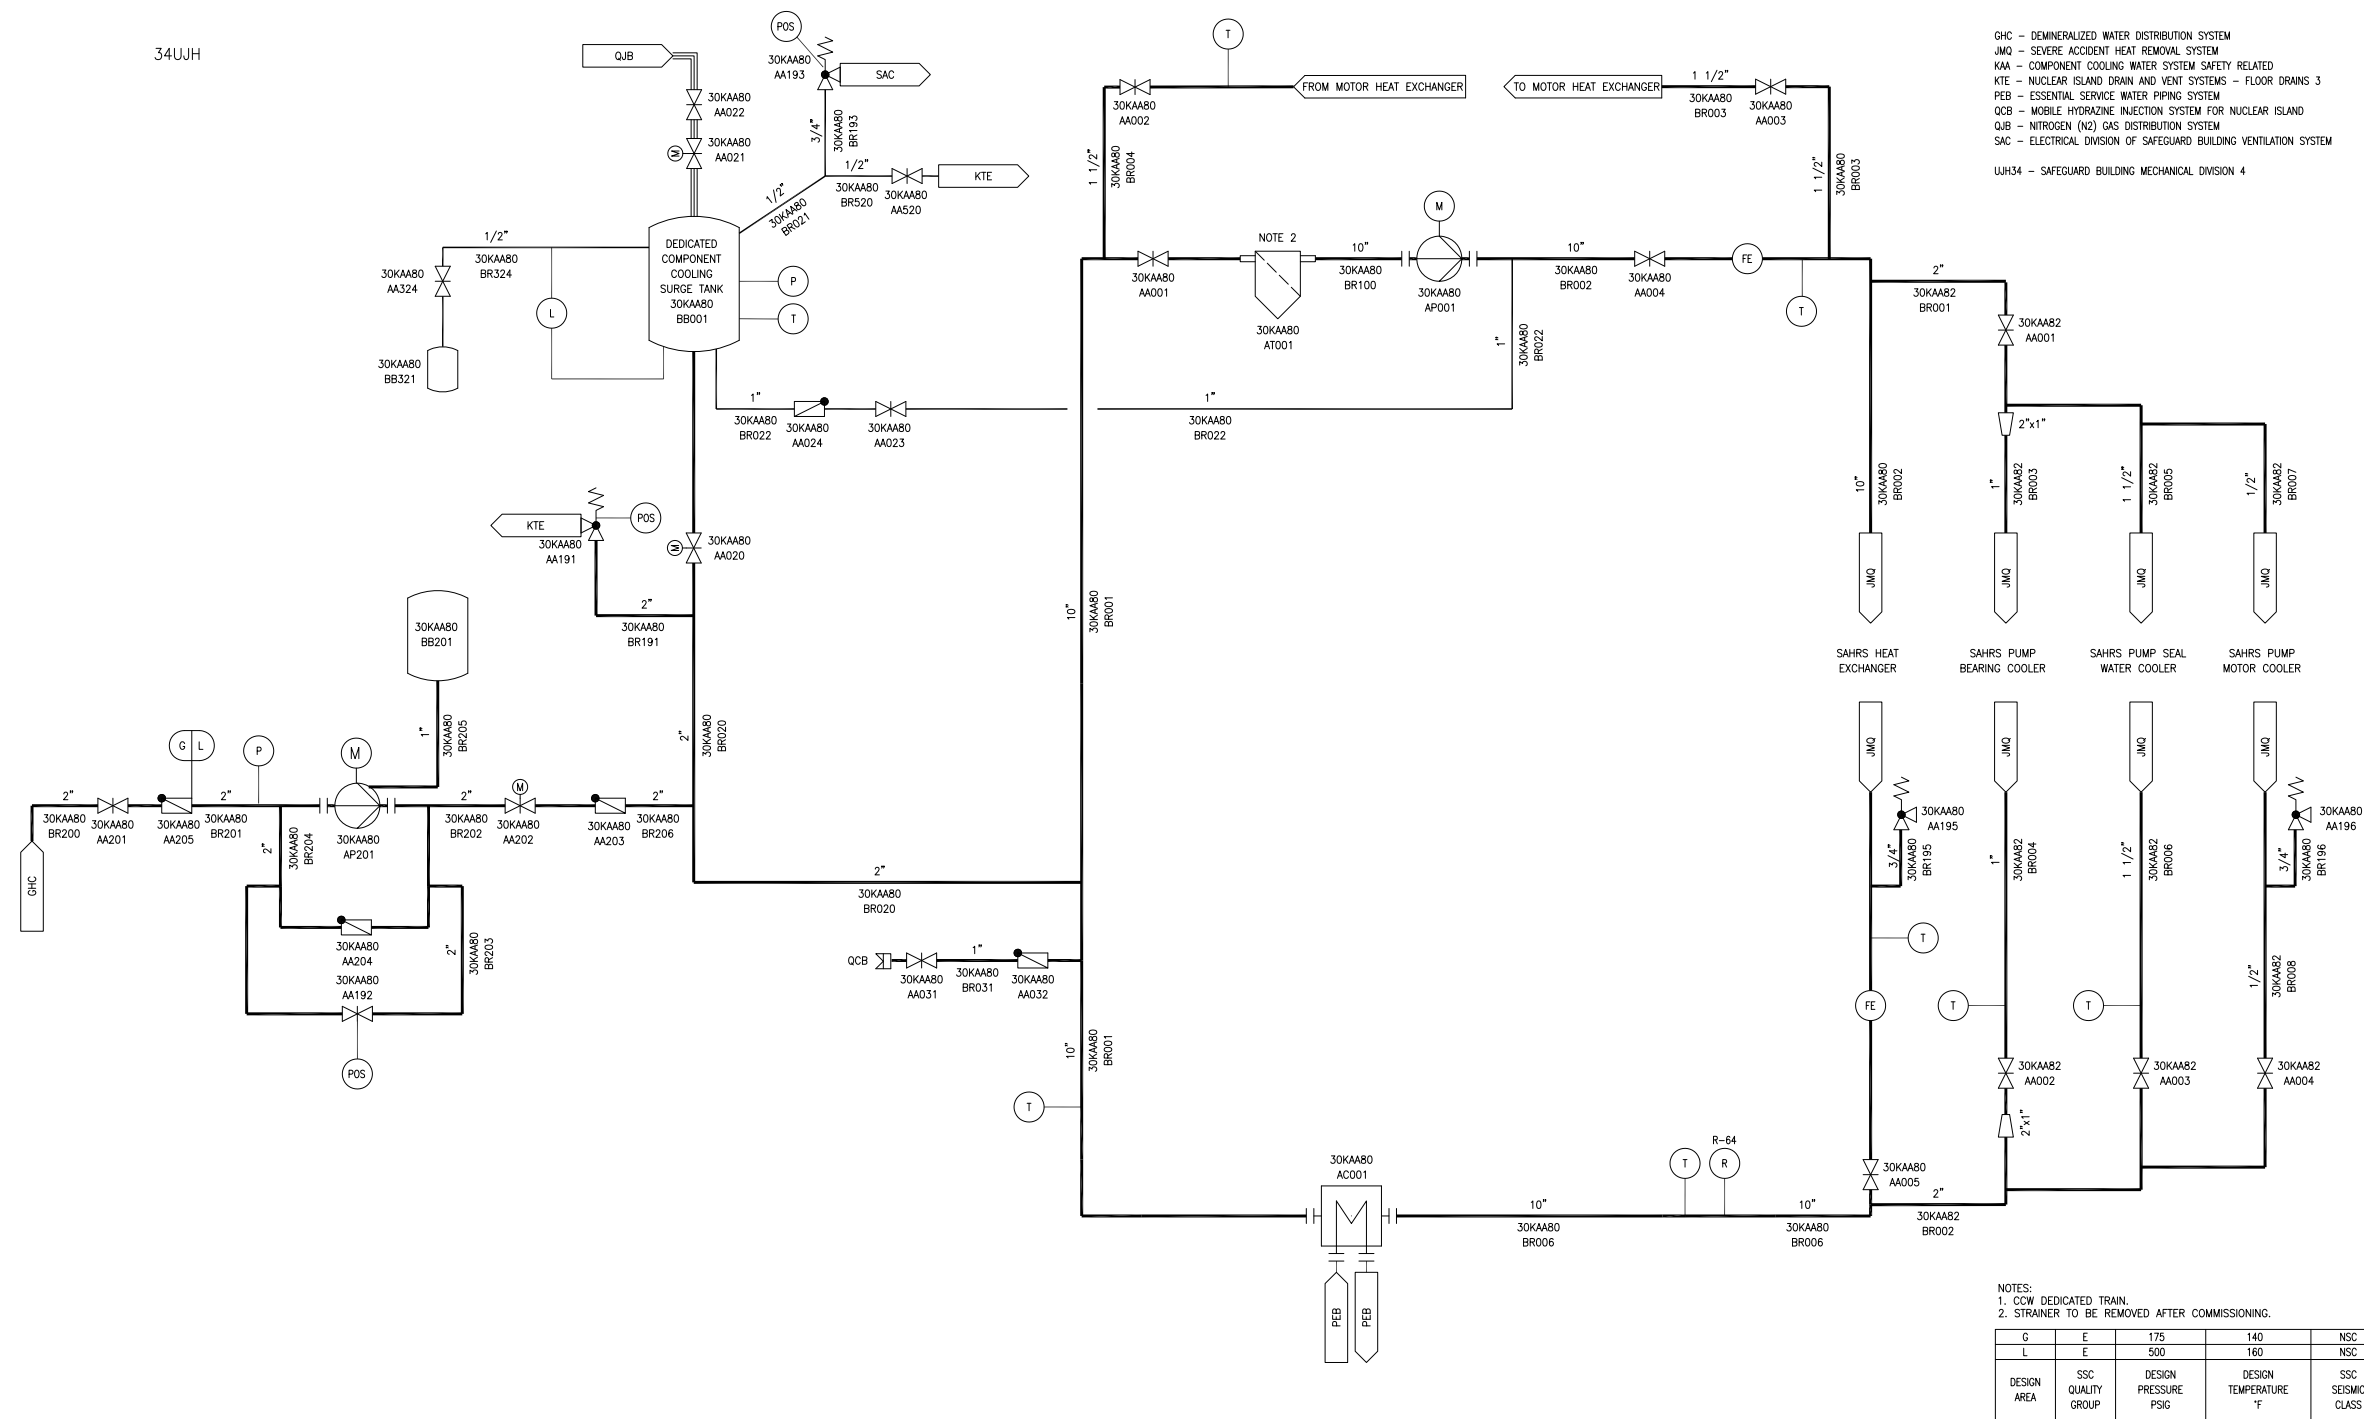 34UJH
GHC – DEMINERALIZED WATER DISTRIBUTION SYSTEM
JMQ – SEVERE ACCIDENT HEAT REMOVAL SYSTEM
KAA – COMPONENT COOLING WATER SYSTEM SAFETY RELATED
KTE – NUCLEAR ISLAND DRAIN AND VENT SYSTEMS – FLOOR DRAINS 3
PEB – ESSENTIAL SERVICE WATER PIPING SYSTEM
QCB – MOBILE HYDRAZINE INJECTION SYSTEM FOR NUCLEAR ISLAND
QJB – NITROGEN (N2) GAS DISTRIBUTION SYSTEM
SAC – ELECTRICAL DIVISION OF SAFEGUARD BUILDING VENTILATION SYSTEM
UJH34 – SAFEGUARD BUILDING MECHANICAL DIVISION 4
QJB
POS
30KAA80
AA193
SAC
30KAA80
AA022
30KAA80
AA021
M
3/4"
30KAA80
BR193
1/2"
30KAA80
BR520
30KAA80
AA520
KTE
1/2"
30KAA80
BR021
1/2"
30KAA80
BR324
30KAA80
AA324
30KAA80
BB321
L
DEDICATED
COMPONENT
COOLING
SURGE TANK
30KAA80
BB001
P
T
1"
30KAA80
BR022
30KAA80
AA024
30KAA80
AA023
1"
30KAA80
BR022
1"
30KAA80
BR022
T
30KAA80
AA002
FROM MOTOR HEAT EXCHANGER
TO MOTOR HEAT EXCHANGER
1 1/2"
30KAA80
BR003
30KAA80
AA003
1 1/2"
30KAA80
BR004
1 1/2"
30KAA80
BR003
30KAA80
AA001
NOTE 2
30KAA80
AT001
10"
30KAA80
BR100
M
30KAA80
AP001
10"
30KAA80
BR002
30KAA80
AA004
FE
T
2"
30KAA82
BR001
30KAA82
AA001
2"x1"
10"
30KAA80
BR002
1"
30KAA82
BR003
1 1/2"
30KAA82
BR005
1/2"
30KAA82
BR007
JMQ
JMQ
JMQ
JMQ
SAHRS HEAT
EXCHANGER
SAHRS PUMP
BEARING COOLER
SAHRS PUMP SEAL
WATER COOLER
SAHRS PUMP
MOTOR COOLER
JMQ
JMQ
JMQ
JMQ
KTE
POS
30KAA80
AA191
M
30KAA80
AA020
2"
30KAA80
BR191
10"
30KAA80
BR001
30KAA80
BB201
1"
30KAA80
BR205
2"
30KAA80
BR020
G L
P
M
2"
30KAA80
BR200
30KAA80
AA201
30KAA80
AA205
2"
30KAA80
BR201
30KAA80
AP201
2"
30KAA80
BR202
M
30KAA80
AA202
30KAA80
AA203
2"
30KAA80
BR206
GHC
2"
30KAA80
BR204
30KAA80
AA204
2"
30KAA80
BR203
30KAA80
AA192
POS
2"
30KAA80
BR020
QCB
30KAA80
AA031
1"
30KAA80
BR031
30KAA80
AA032
10"
30KAA80
BR001
T
30KAA80
AA195
3/4"
30KAA80
BR195
T
FE
1"
30KAA82
BR004
1 1/2"
30KAA82
BR006
30KAA80
AA196
3/4"
30KAA80
BR196
1/2"
30KAA82
BR008
T
T
30KAA82
AA002
30KAA82
AA003
30KAA82
AA004
2"x1"
30KAA80
AA005
2"
30KAA82
BR002
30KAA80
AC001
10"
30KAA80
BR006
T
R-64
R
10"
30KAA80
BR006
PEB
PEB
NOTES:
1. CCW DEDICATED TRAIN.
2. STRAINER TO BE REMOVED AFTER COMMISSIONING.
G E 175 140 NSC
L E 500 160 NSC
DESIGN AREA
SSC QUALITY GROUP
DESIGN PRESSURE PSIG
DESIGN TEMPERATURE °F
SSC SEISMIC CLASS